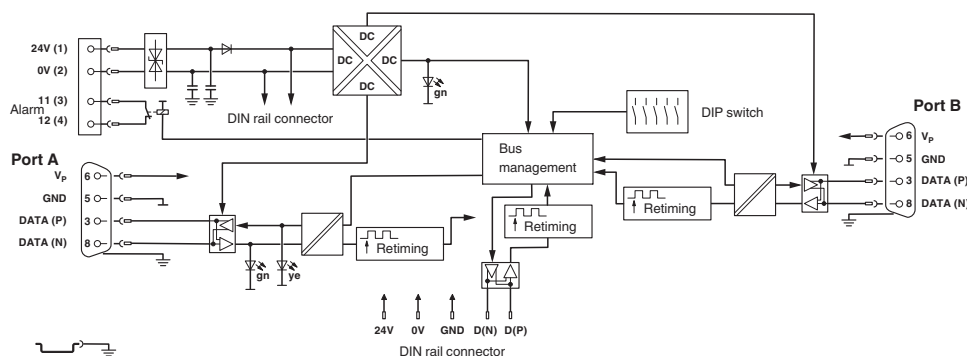 24V (1)
0V (2)
11 (3)
Alarm
12 (4)
DIN rail connector
DC
DC
DC
DC
gn
DIP switch
Bus
management
Port A
6
VP
5
GND
3
DATA (P)
8
DATA (N)
gn
ye
Retiming
Retiming
Retiming
Port B
6
VP
5
GND
3
DATA (P)
8
DATA (N)
24V
0V
GND
D(N)
D(P)
DIN rail connector